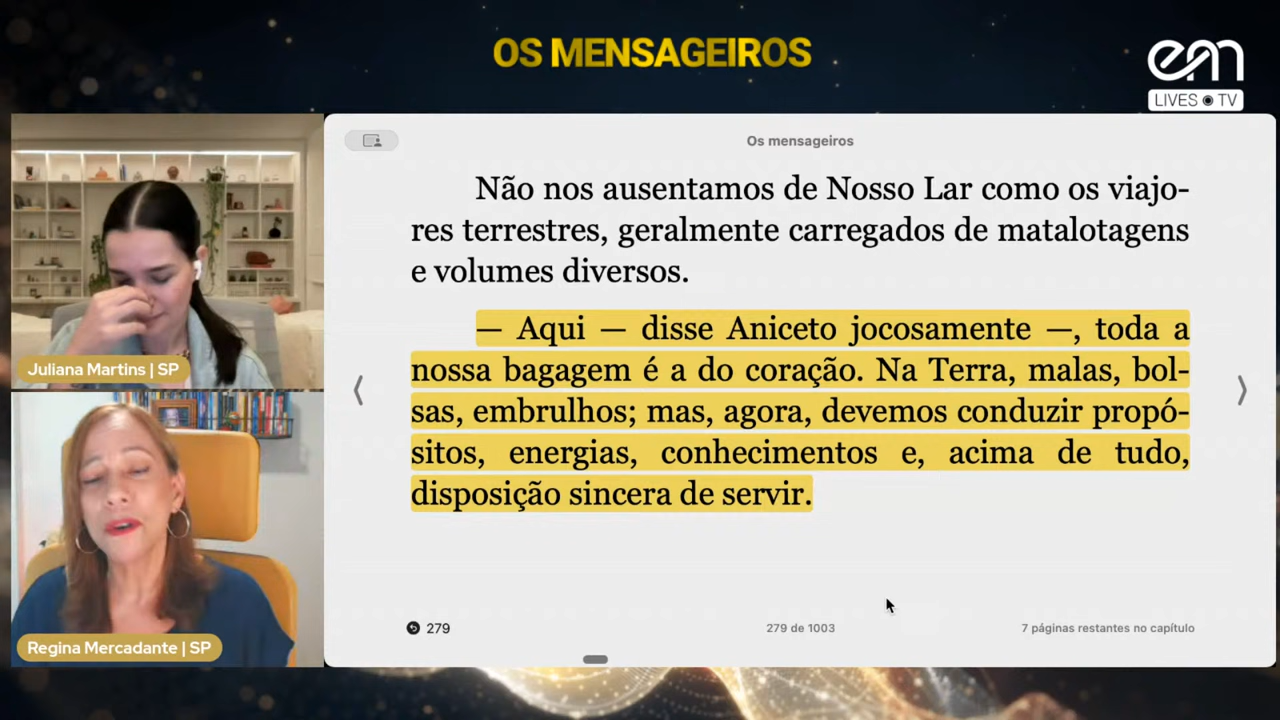 OS MENSAGEIROS
em
LIVES TV
Juliana Martins | SP
Regina Mercadante | SP
Os mensageiros
Não nos ausentamos de Nosso Lar como os viajo-
res terrestres, geralmente carregados de matalotagens
e volumes diversos.
— Aqui — disse Aniceto jocosamente —, toda a
nossa bagagem é a do coração. Na Terra, malas, bol-
sas, embrulhos; mas, agora, devemos conduzir propó-
sitos, energias, conhecimentos e, acima de tudo,
disposição sincera de servir.
279
279 de 1003
7 páginas restantes no capítulo